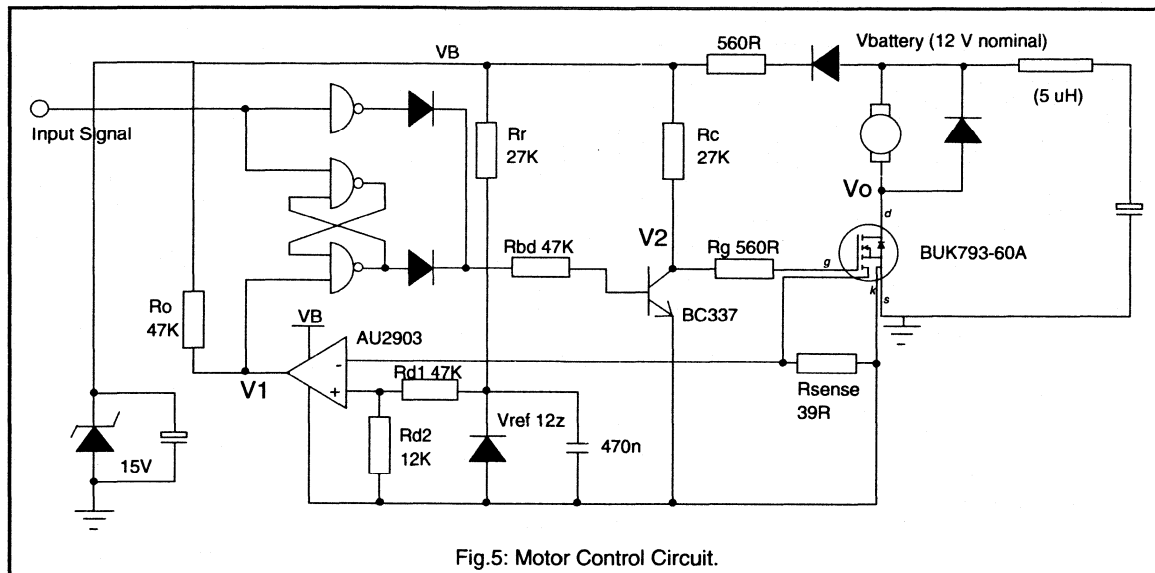 VB
560R
Vbattery (12 V nominal)
(5 uH)
Input Signal
Rr
27K
Rc
27K
Vo
d
V2
Rbd 47K
Rg 560R
g
k
s
BUK793-60A
BC337
Ro
47K
VB
AU2903
V1
-
+
Rd1 47K
Rsense
39R
Vref 12z
Rd2
12K
470n
15V
Fig.5: Motor Control Circuit.